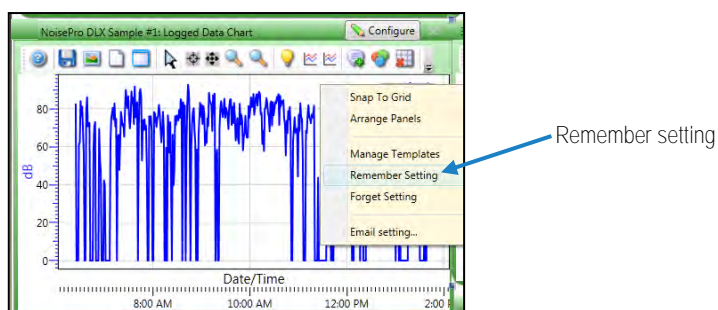 NoisePro DLX Sample #1: Logged Data Chart
Configure
Snap To Grid
Arrange Panels
Manage Templates
Remember Setting
Forget Setting
Email setting...
Remember setting
80
60
40
20
0
dB
Date/Time
8:00 AM 10:00 AM 12:00 PM 2:00